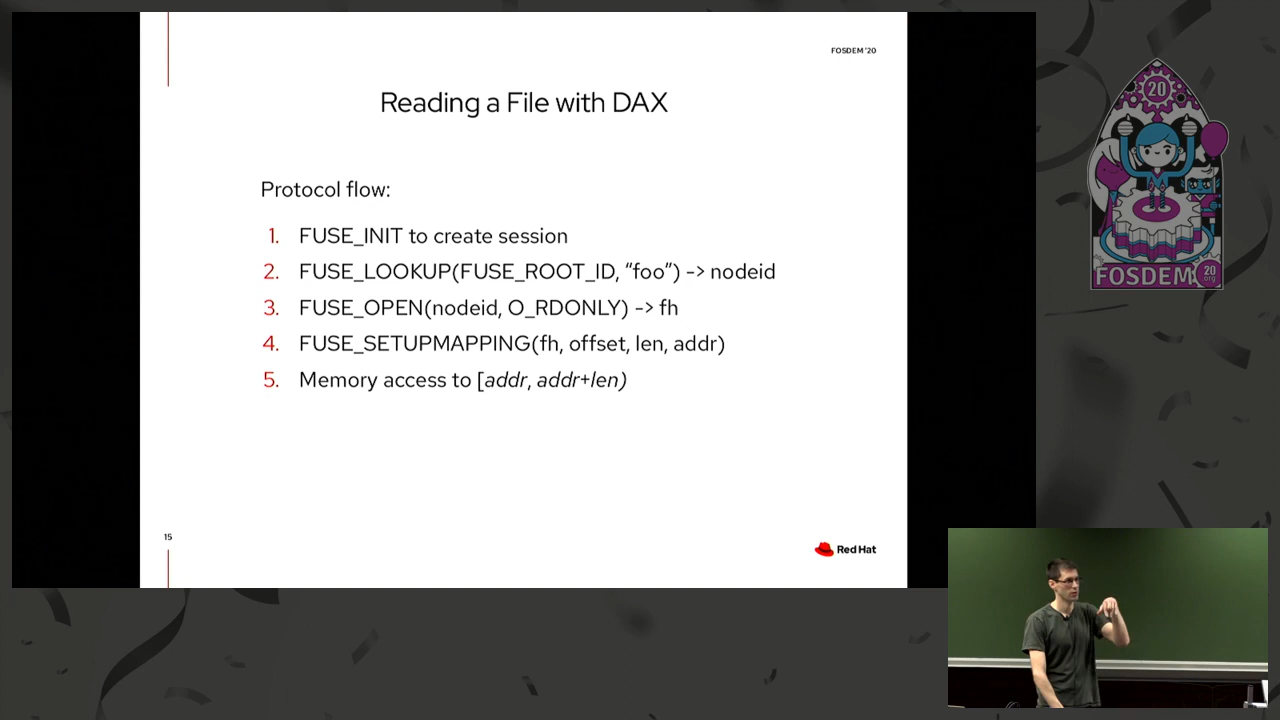 FOSDEM '20
Reading a File with DAX
Protocol flow:
1. FUSE_INIT to create session
2. FUSE_LOOKUP(FUSE_ROOT_ID, “foo”) -> nodeid
3. FUSE_OPEN(nodeid, O_RDONLY) -> fh
4. FUSE_SETUPMAPPING(fh, offset, len, addr)
5. Memory access to [addr, addr+len)
15
Red Hat
20
FOSDEM
20
.org